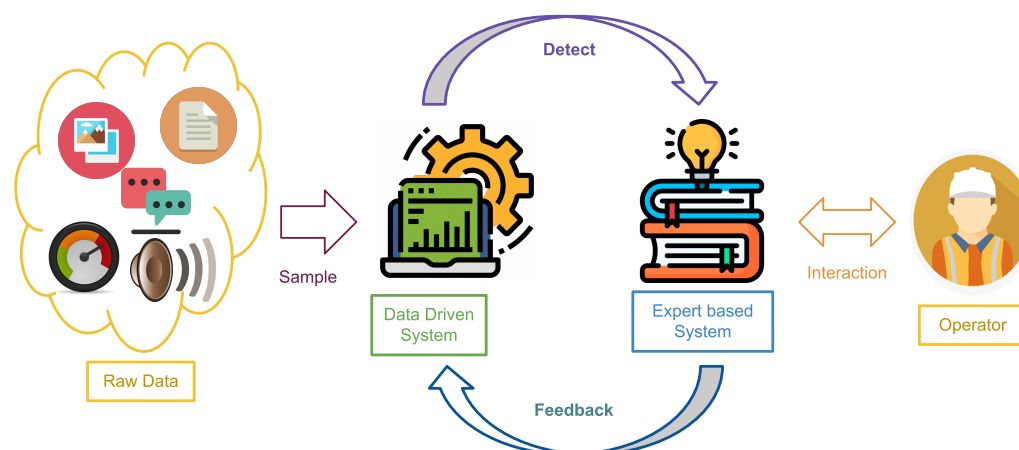 Detect
Sample
Interaction
Data Driven
System
Expert based
System
Operator
Raw Data
Feedback